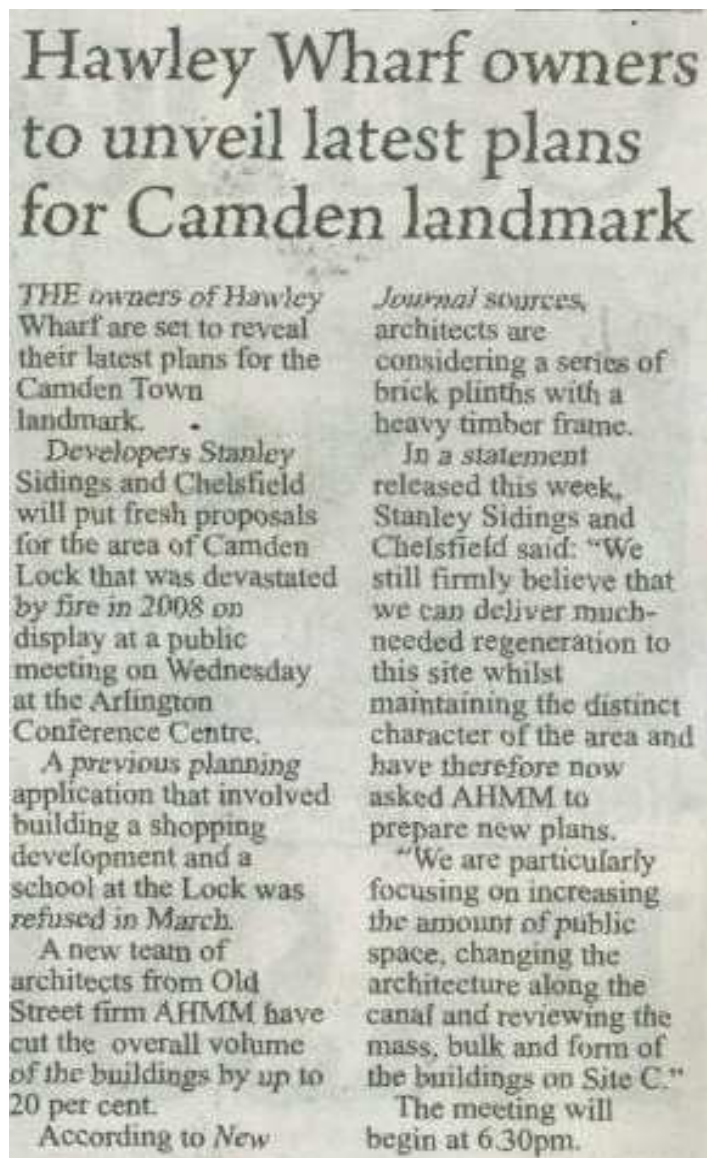 Hawley Wharf owners
to unveil latest plans
for Camden landmark
THE owners of Hawley
Wharf are set to reveal
their latest plans for the
Camden Town
landmark.
Developers Stanley
Sidings and Chelsfield
will put fresh proposals
for the area of Camden
Lock that was devastated
by fire in 2008 on
display at a public
meeting on Wednesday
at the Arlington
Conference Centre.
A previous planning
application that involved
building a shopping
development and a
school at the Lock was
refused in March.
A new team of
architects from Old
Street firm AHMM have
cut the overall volume
of the buildings by up to
20 per cent.
According to New
Journal sources,
architects are
considering a series of
brick plinths with a
heavy timber frame.
In a statement
released this week,
Stanley Sidings and
Chelsfield said: “We
still firmly believe that
we can deliver much-
needed regeneration to
this site whilst
maintaining the distinct
character of the area and
have therefore now
asked AHMM to
prepare new plans.
“We are particularly
focusing on increasing
the amount of public
space, changing the
architecture along the
canal and reviewing the
mass, bulk and form of
the buildings on Site C.”
The meeting will
begin at 6.30pm.